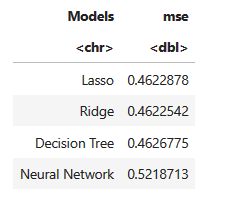 Models mse
<chr> <dbl>
Lasso 0.4622878
Ridge 0.4622542
Decision Tree 0.4626775
Neural Network 0.5218713